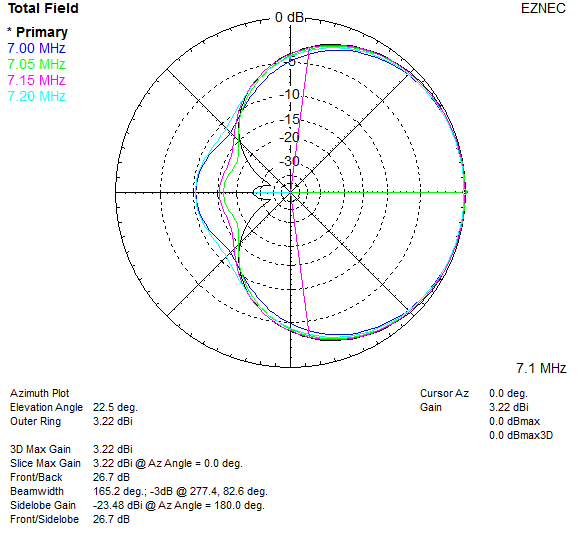 Total Field
EZNEC
* Primary
7.00 MHz
7.05 MHz
7.15 MHz
7.20 MHz
0 dB
-5
-10
-15
-20
-30
7.1 MHz
Azimuth Plot
Elevation Angle 22.5 deg.
Outer Ring 3.22 dBi
Cursor Az 0.0 deg.
Gain 3.22 dBi
0.0 dBmax
0.0 dBmax3D
3D Max Gain 3.22 dBi
Slice Max Gain 3.22 dBi @ Az Angle = 0.0 deg.
Front/Back 26.7 dB
Beamwidth 165.2 deg.; -3dB @ 277.4, 82.6 deg.
Sidelobe Gain -23.48 dBi @ Az Angle = 180.0 deg.
Front/Sidelobe 26.7 dB